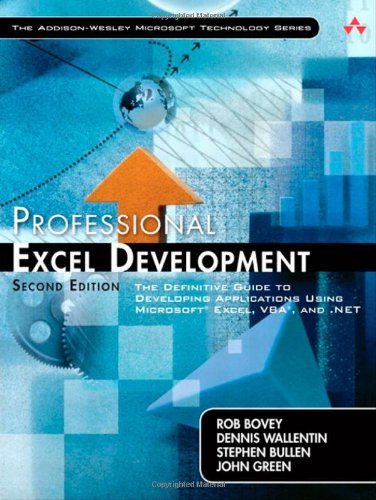 The Addison-Wesley Microsoft Technology Series
Professional
Excel Development
Second Edition
The Definitive Guide to
Developing Applications Using
Microsoft® Excel, VBA®, and .NET
Rob Bovey
Dennis Wallentin
Stephen Bullen
John Green